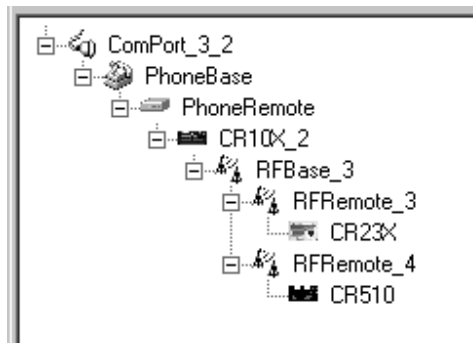 ComPort_3_2
PhoneBase
PhoneRemote
CR10X_2
RFBase_3
RFRemote_3
CR23X
RFRemote_4
CR510